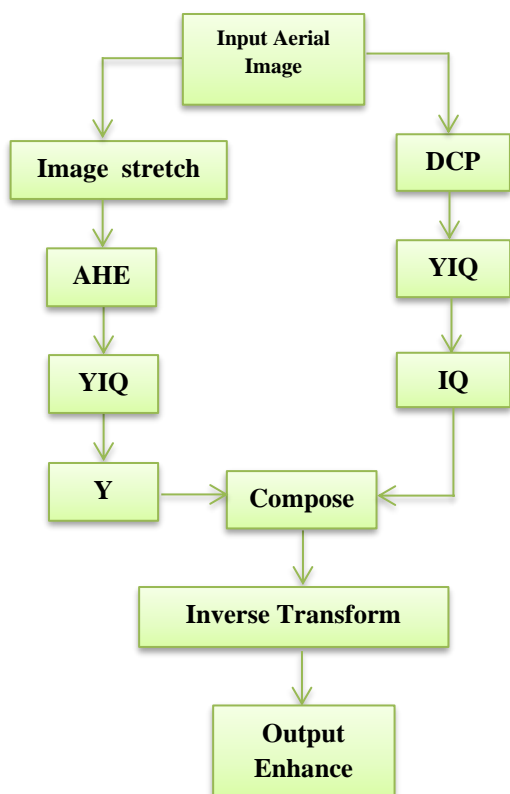 Input Aerial
Image
Image stretch
DCP
AHE
YIQ
YIQ
IQ
Y
Compose
Inverse Transform
Output
Enhance